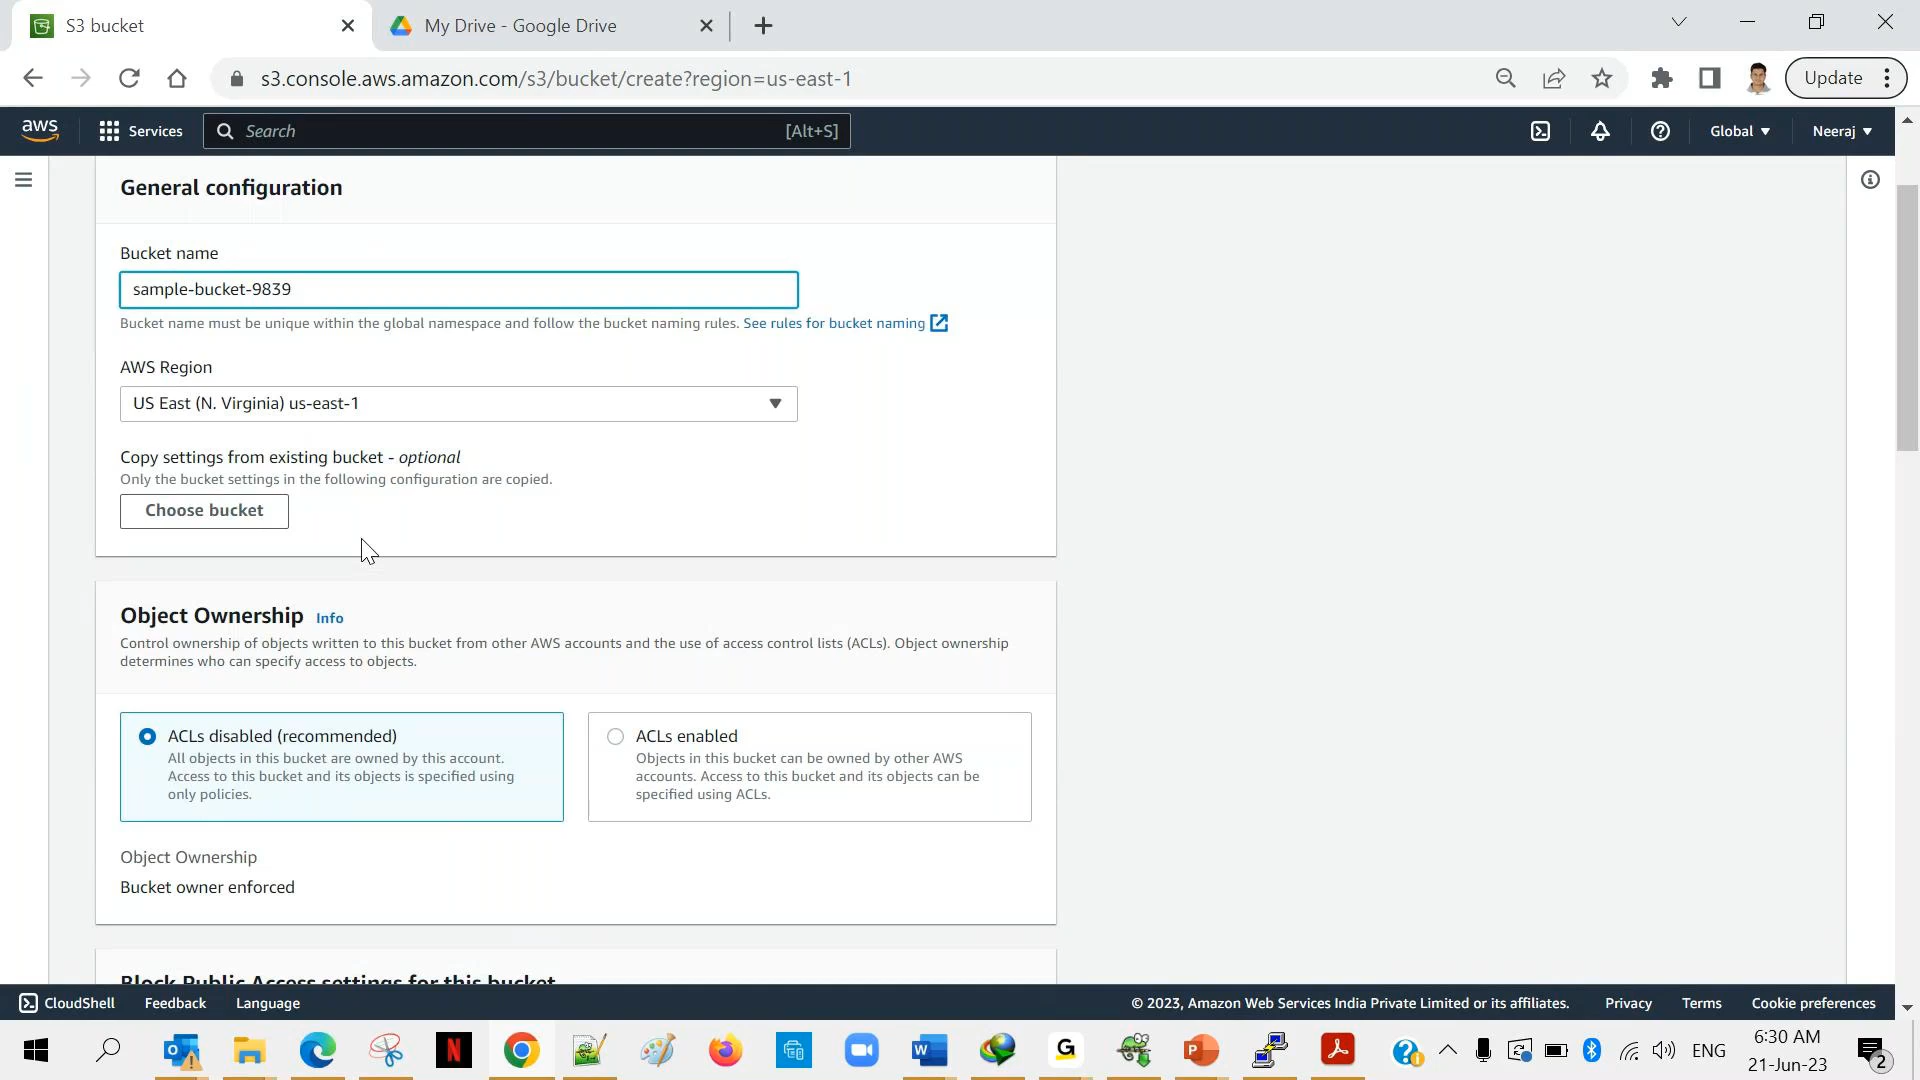 S3 bucket
My Drive - Google Drive
s3.console.aws.amazon.com/s3/bucket/create?region=us-east-1
Update
aws
Services
Search
[Alt+S]
Global
Neeraj
General configuration
Bucket name
sample-bucket-9839
Bucket name must be unique within the global namespace and follow the bucket naming rules. See rules for bucket naming
AWS Region
US East (N. Virginia) us-east-1
Copy settings from existing bucket - optional
Only the bucket settings in the following configuration are copied.
Choose bucket
Object Ownership Info
Control ownership of objects written to this bucket from other AWS accounts and the use of access control lists (ACLs). Object ownership
determines who can specify access to objects.
ACLs disabled (recommended)
All objects in this bucket are owned by this account.
Access to this bucket and its objects is specified using
only policies.
ACLs enabled
Objects in this bucket can be owned by other AWS
accounts. Access to this bucket and its objects can be
specified using ACLs.
Object Ownership
Bucket owner enforced
Block Public Access settings for this bucket
CloudShell
Feedback
Language
© 2023, Amazon Web Services India Private Limited or its affiliates.
Privacy
Terms
Cookie preferences
ENG
6:30 AM
21-Jun-23
2